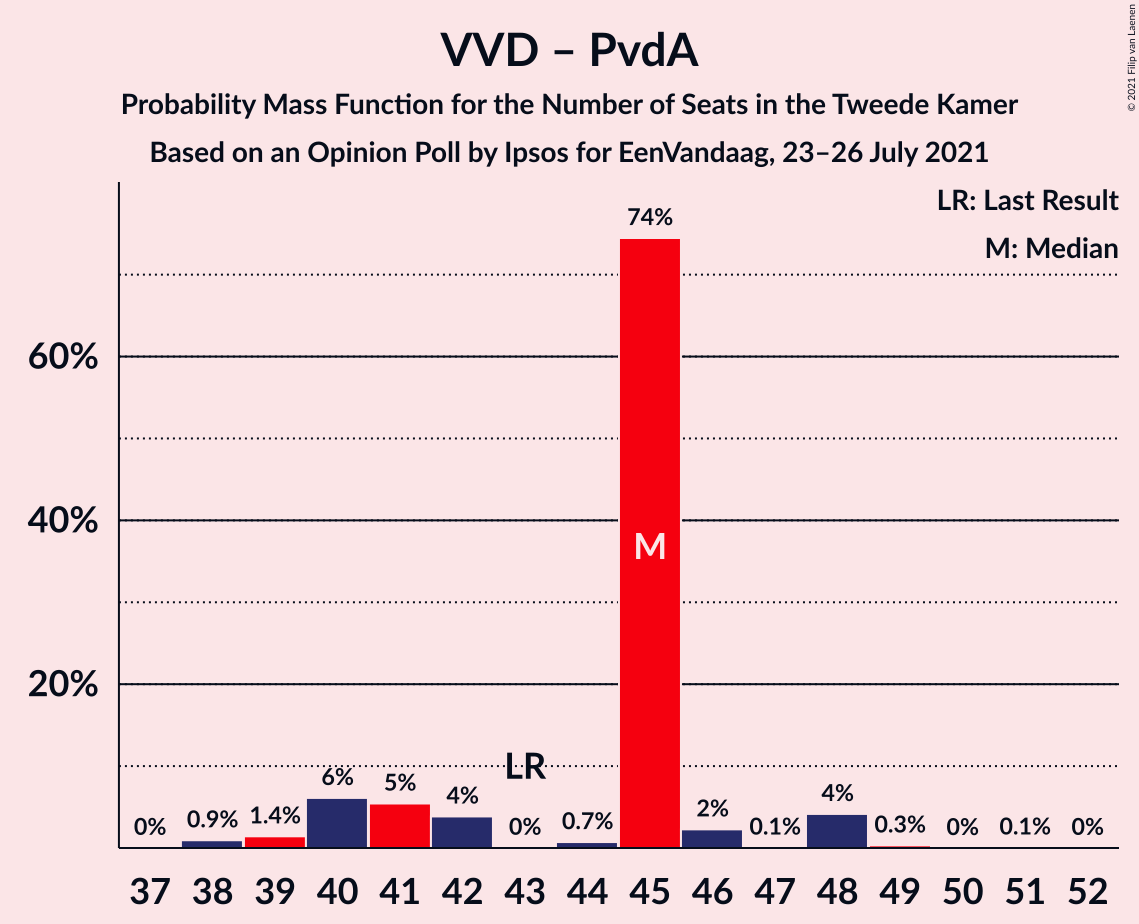 VVD – PvdA
Probability Mass Function for the Number of Seats in the Tweede Kamer
Based on an Opinion Poll by Ipsos for EenVandaag, 23–26 July 2021
© 2021 Filip van Laenen
LR: Last Result
M: Median
60%
40%
20%
0%
0.9%
1.4%
6%
5%
4%
LR
0%
0.7%
74%
M
2%
0.1%
4%
0.3%
0%
0.1%
0%
37 38 39 40 41 42 43 44 45 46 47 48 49 50 51 52